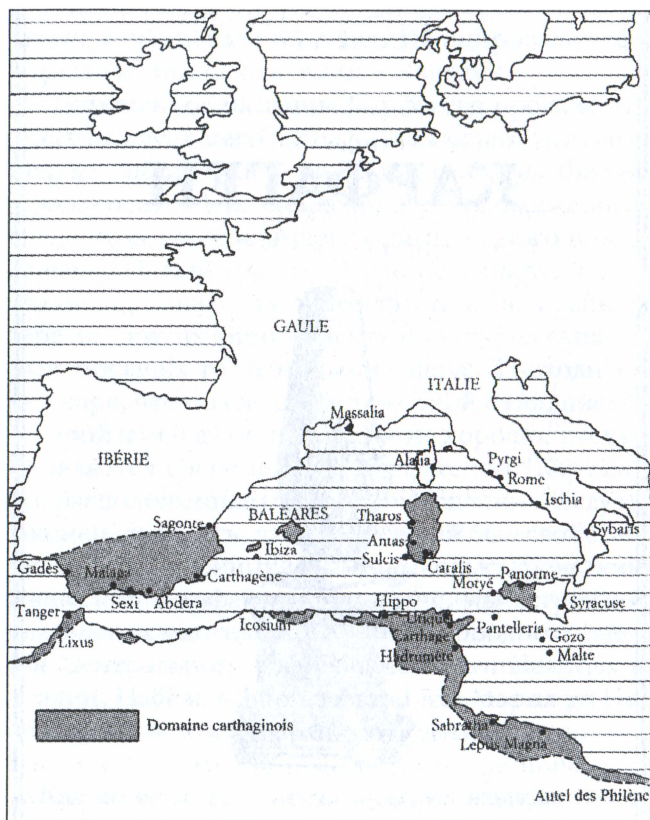 GAULE
ITALIE
Massalia
IBÉRIE
Alalia
Pyrgi
Rome
Ischia
BALÉARES
Tharos
Sagonte
Sybaris
Antas
Ibiza
Sulcis
Caralis
Gadès
Malaga
Carthagène
Panorme
Motyé
Sexi
Abdera
Syracuse
Tanger
Hippo
Icosium
Utique
Pantelleria
Lixus
Carthage
Gozo
Hadrumète
Malte
Sabratha
Domaine carthaginois
Leptis Magna
Autel des Philène